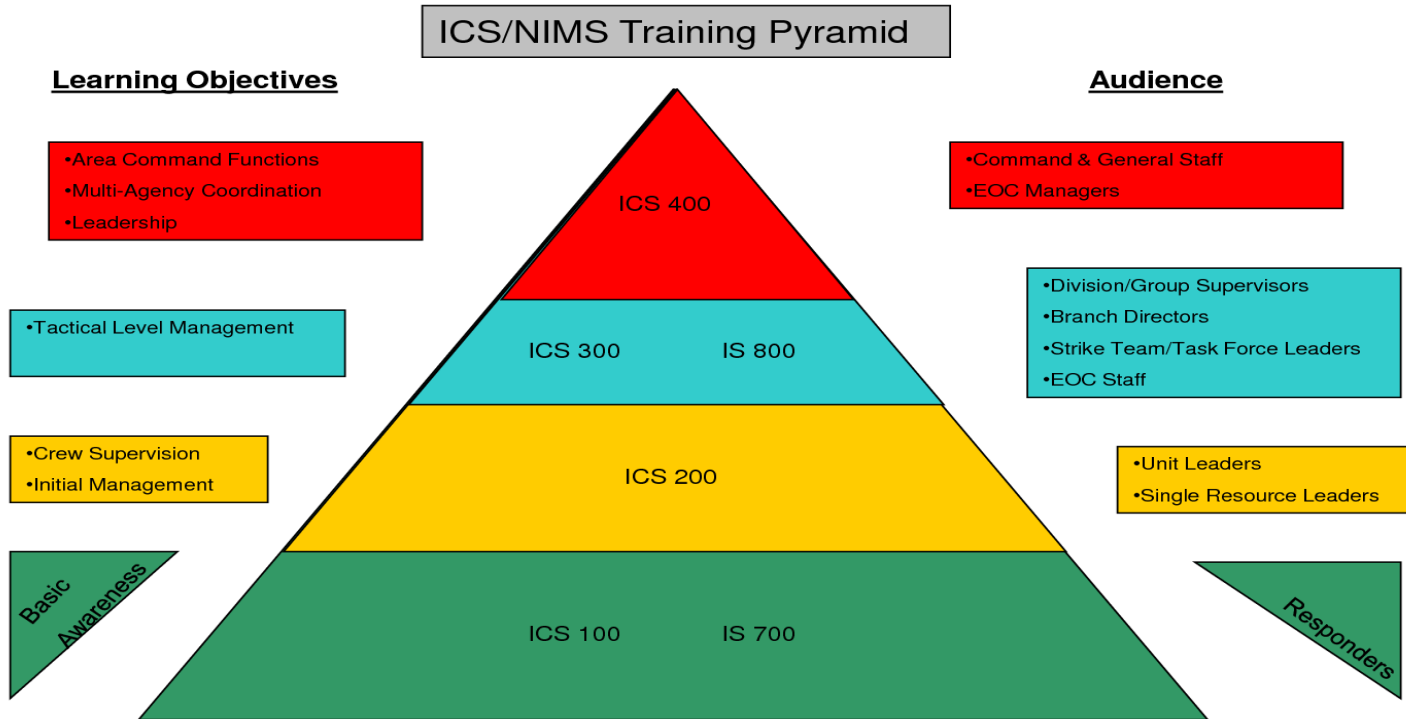 ICS/NIMS Training Pyramid
Learning Objectives
Audience
•Area Command Functions
•Multi-Agency Coordination
•Leadership
ICS 400
•Command & General Staff
•EOC Managers
•Tactical Level Management
ICS 300
IS 800
•Division/Group Supervisors
•Branch Directors
•Strike Team/Task Force Leaders
•EOC Staff
•Crew Supervision
•Initial Management
ICS 200
•Unit Leaders
•Single Resource Leaders
Basic
Awareness
ICS 100
IS 700
Responders